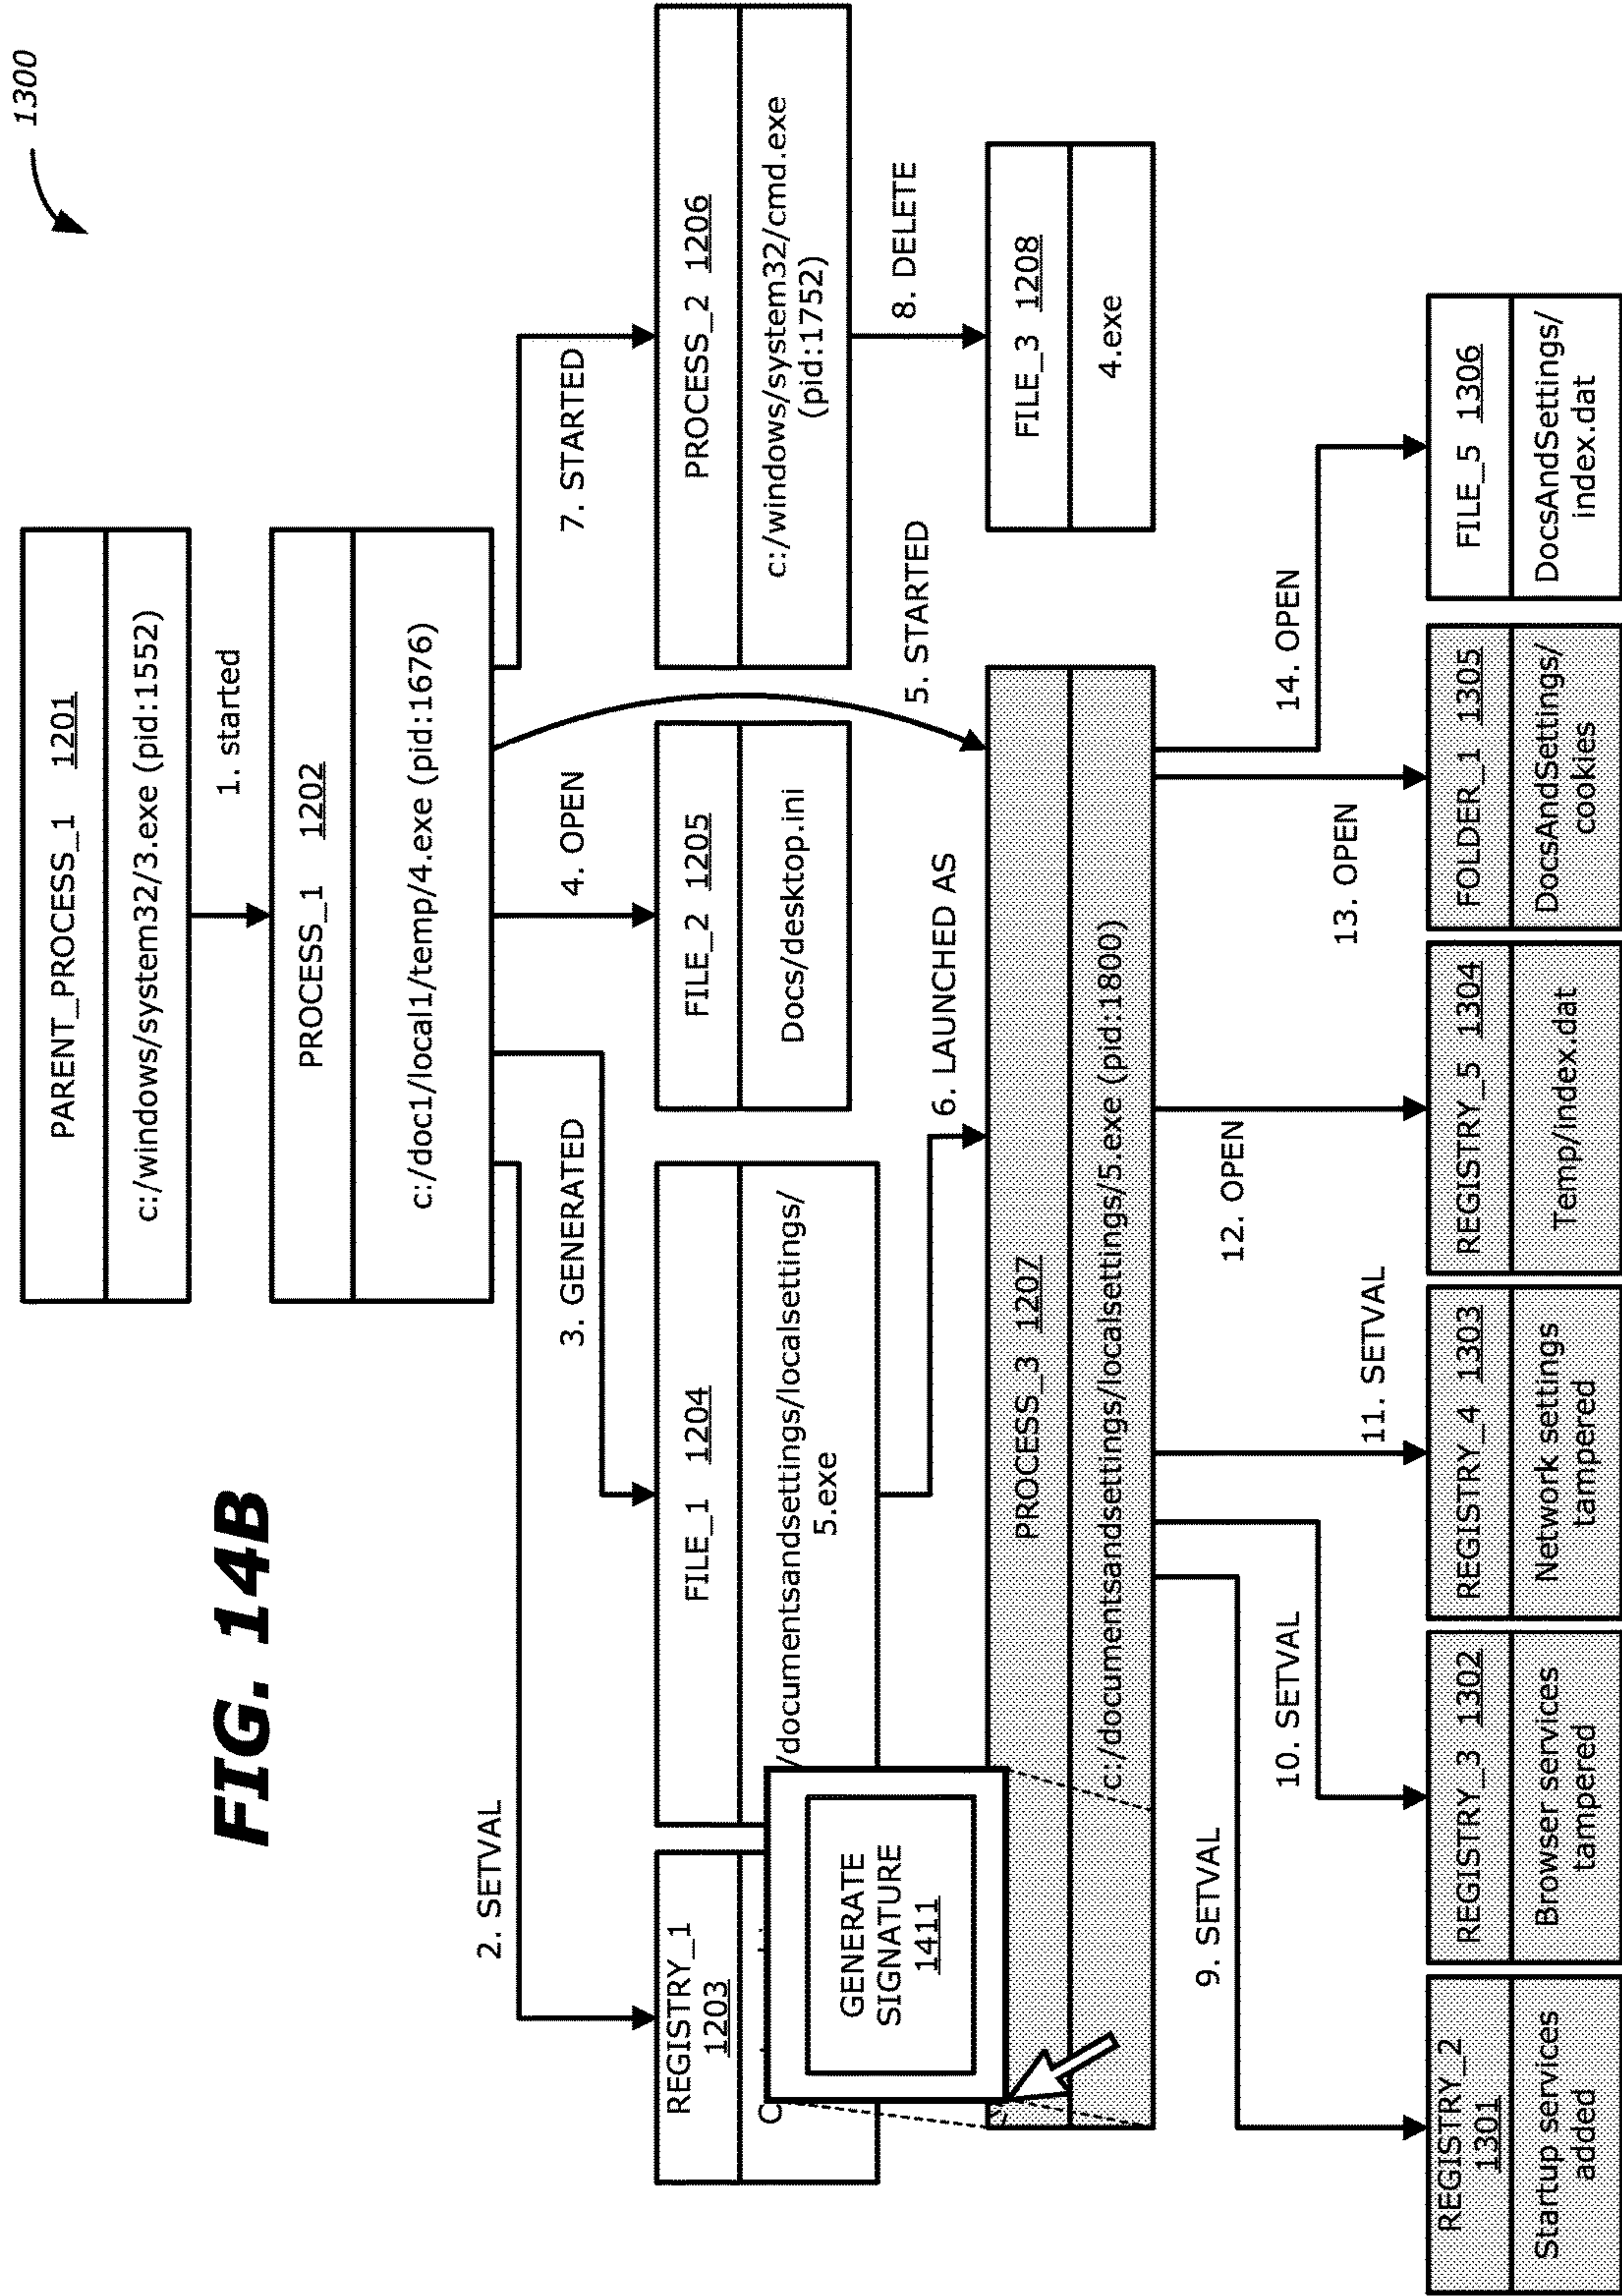 FIG. 14B
1300
PARENT_PROCESS_1 1201
c:/windows/system32/3.exe (pid:1552)
1. started
PROCESS_1 1202
c:/doc1/local1/temp/4.exe (pid:1676)
2. SETVAL
3. GENERATED
4. OPEN
7. STARTED
REGISTRY_1
1203
FILE_1 1204
/documentsandsettings/localsettings/
5.exe
FILE_2 1205
Docs/desktop.ini
PROCESS_2 1206
c:/windows/system32/cmd.exe
(pid:1752)
GENERATE
SIGNATURE
1411
6. LAUNCHED AS
5. STARTED
8. DELETE
PROCESS_3 1207
c:/documentsandsettings/localsettings/5.exe (pid:1800)
FILE_3 1208
4.exe
9. SETVAL
10. SETVAL
11. SETVAL
12. OPEN
13. OPEN
14. OPEN
REGISTRY_2
1301
Startup services
added
REGISTRY_3 1302
Browser services
tampered
REGISTRY_4 1303
Network settings
tampered
REGISTRY_5 1304
Temp/index.dat
FOLDER_1 1305
DocsAndSettings/
cookies
FILE_5 1306
DocsAndSettings/
index.dat